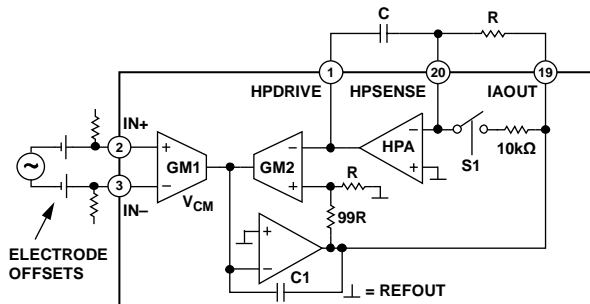 C
R
1
20
19
HPDRIVE
HPSENSE
IAOUT
IN+
2
+
GM1
–
V_CM
3
IN–
GM2
–
+
HPA
–
+
S1
10kΩ
R
99R
ELECTRODE
OFFSETS
+
–
C1
= REFOUT